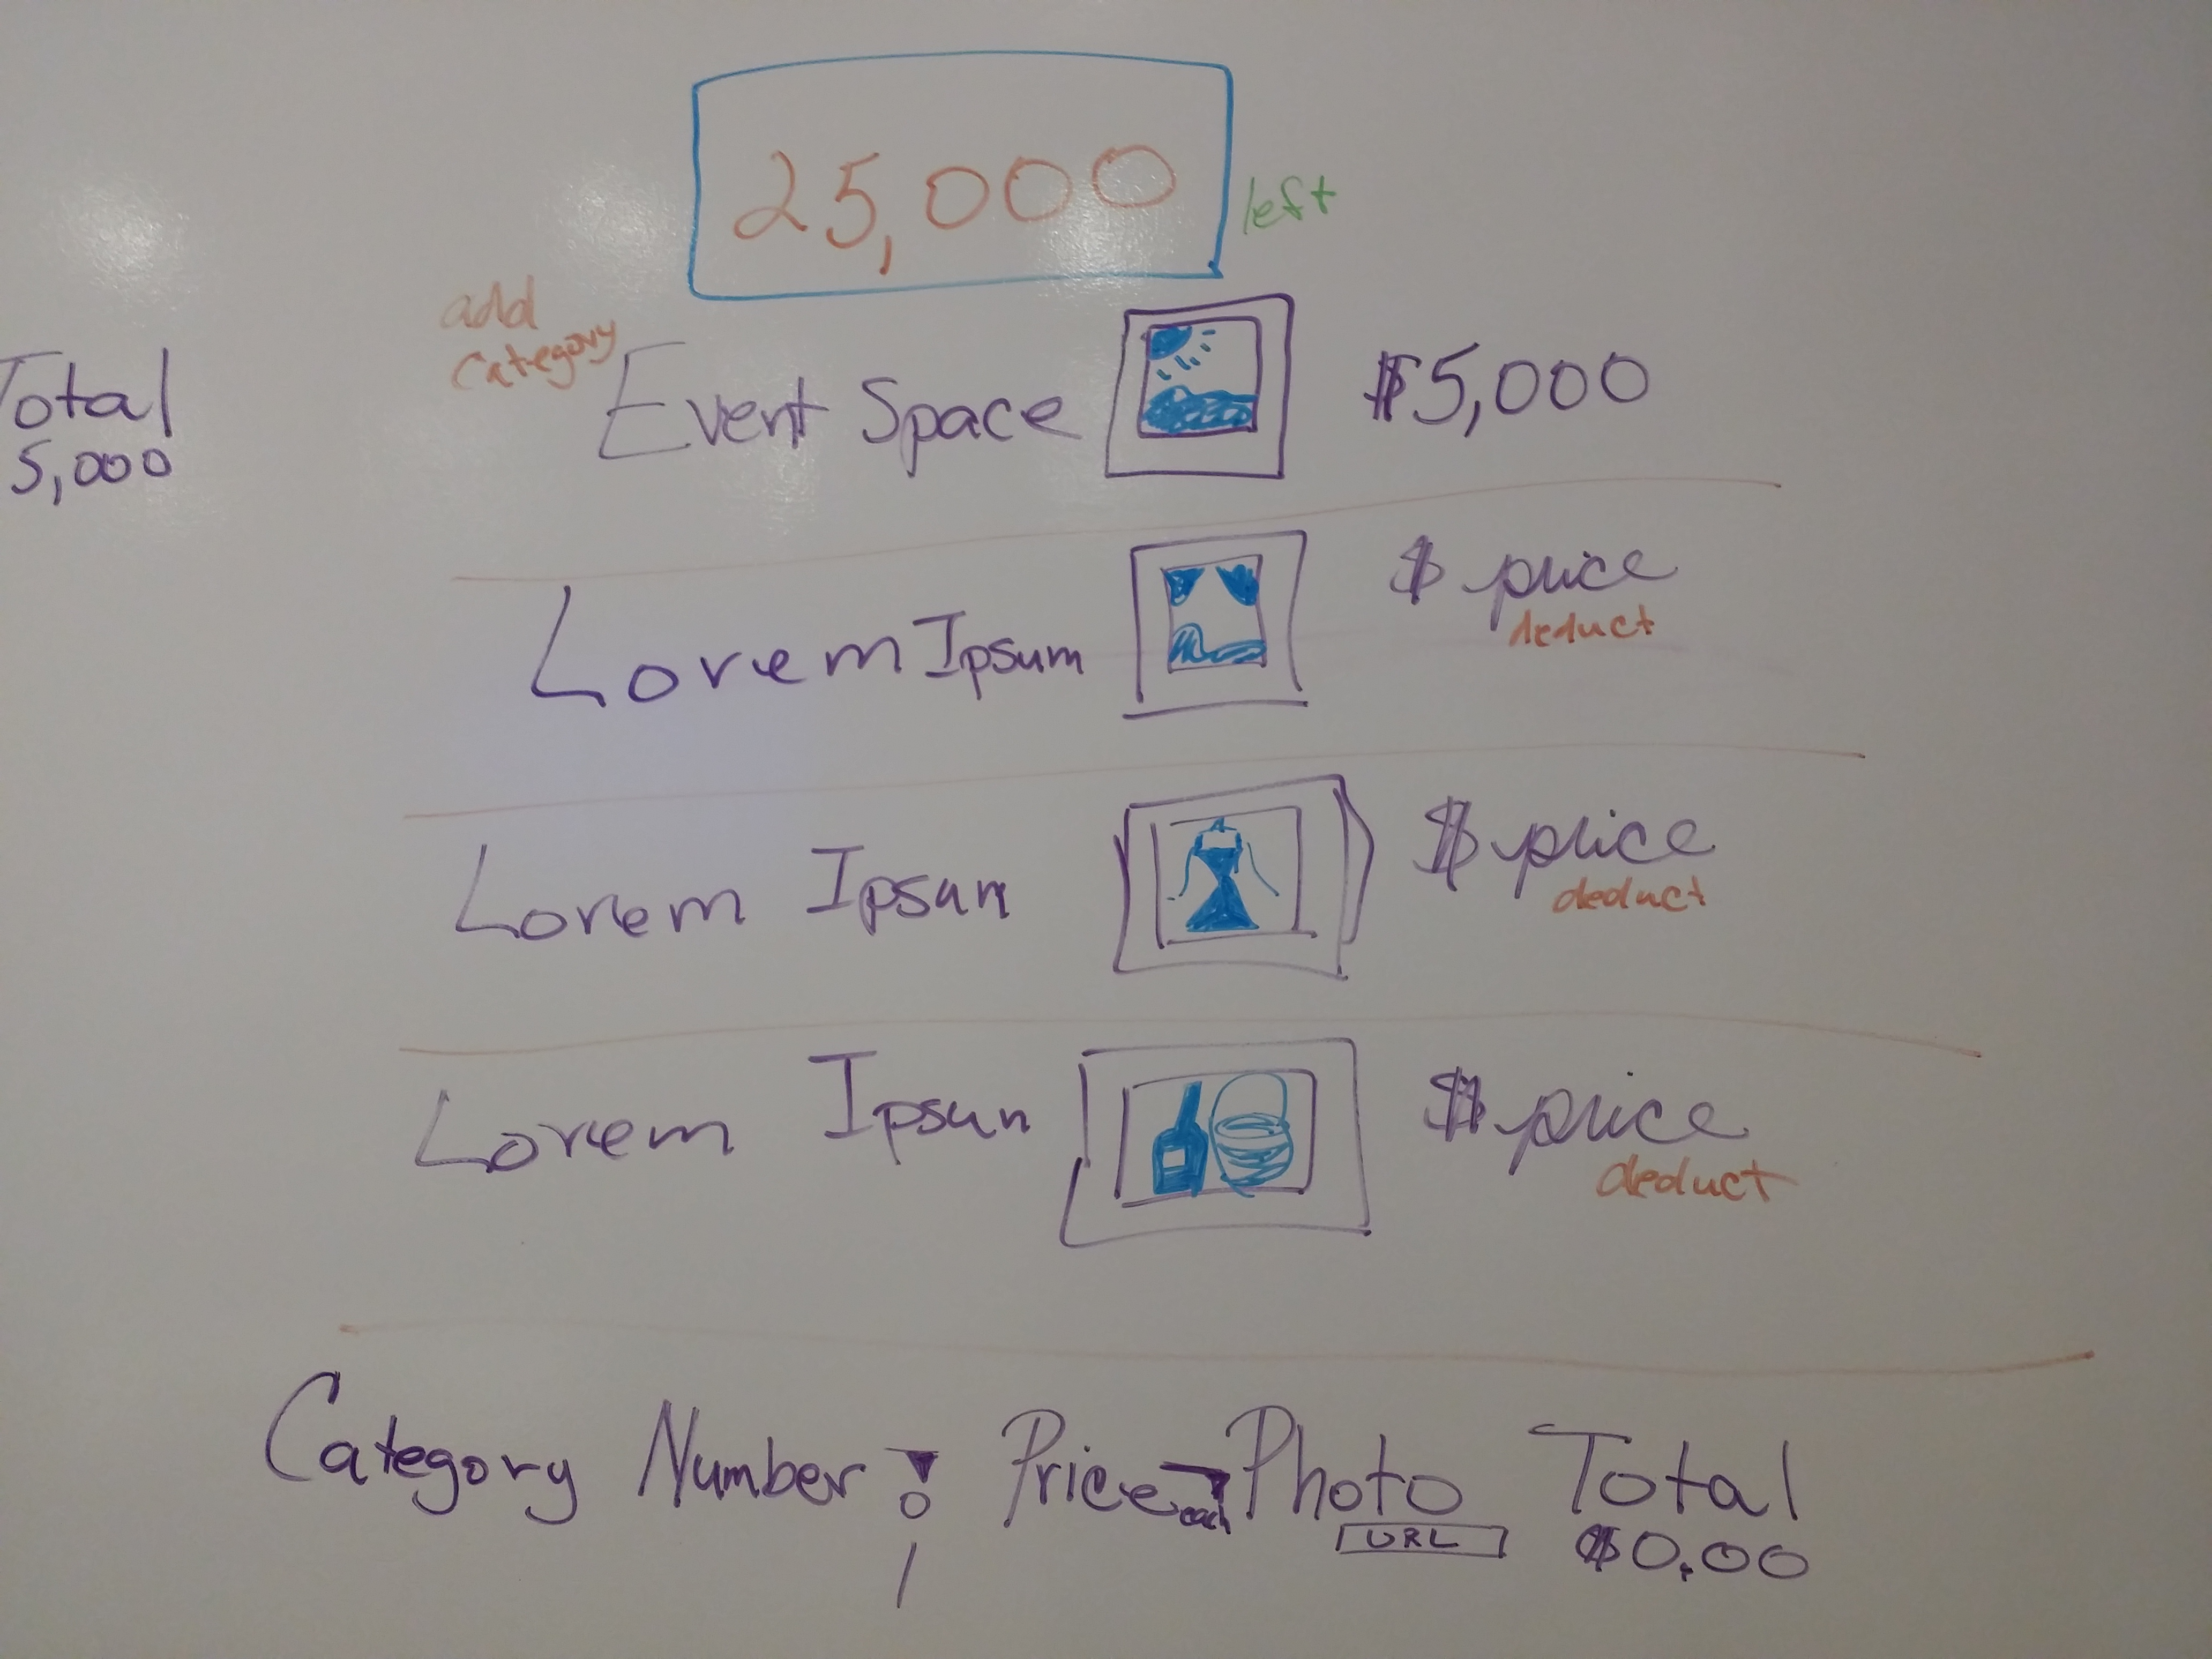 25,000
left
add
Category
Total
5,000
Event Space
$5,000
Lorem Ipsum
$ price
deduct
Lorem Ipsum
$ price
deduct
Lorem Ipsum
$ price
deduct
Category Number Price each Photo Total
0
1
URL
$0.00